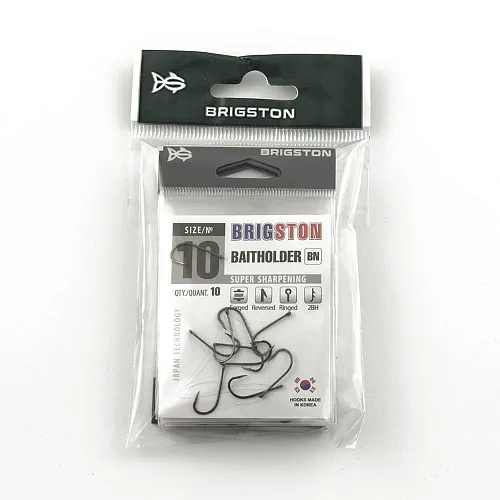 BRIGSTON
BRIGSTON
SIZE/№
10
BRIGSTON
BAITHOLDER BN
SUPER SHARPENING
QTY./QUANT. 10
Forged Reversed Ringed 2BH
JAPAN TECHNOLOGY
HOOKS MADE
IN KOREA